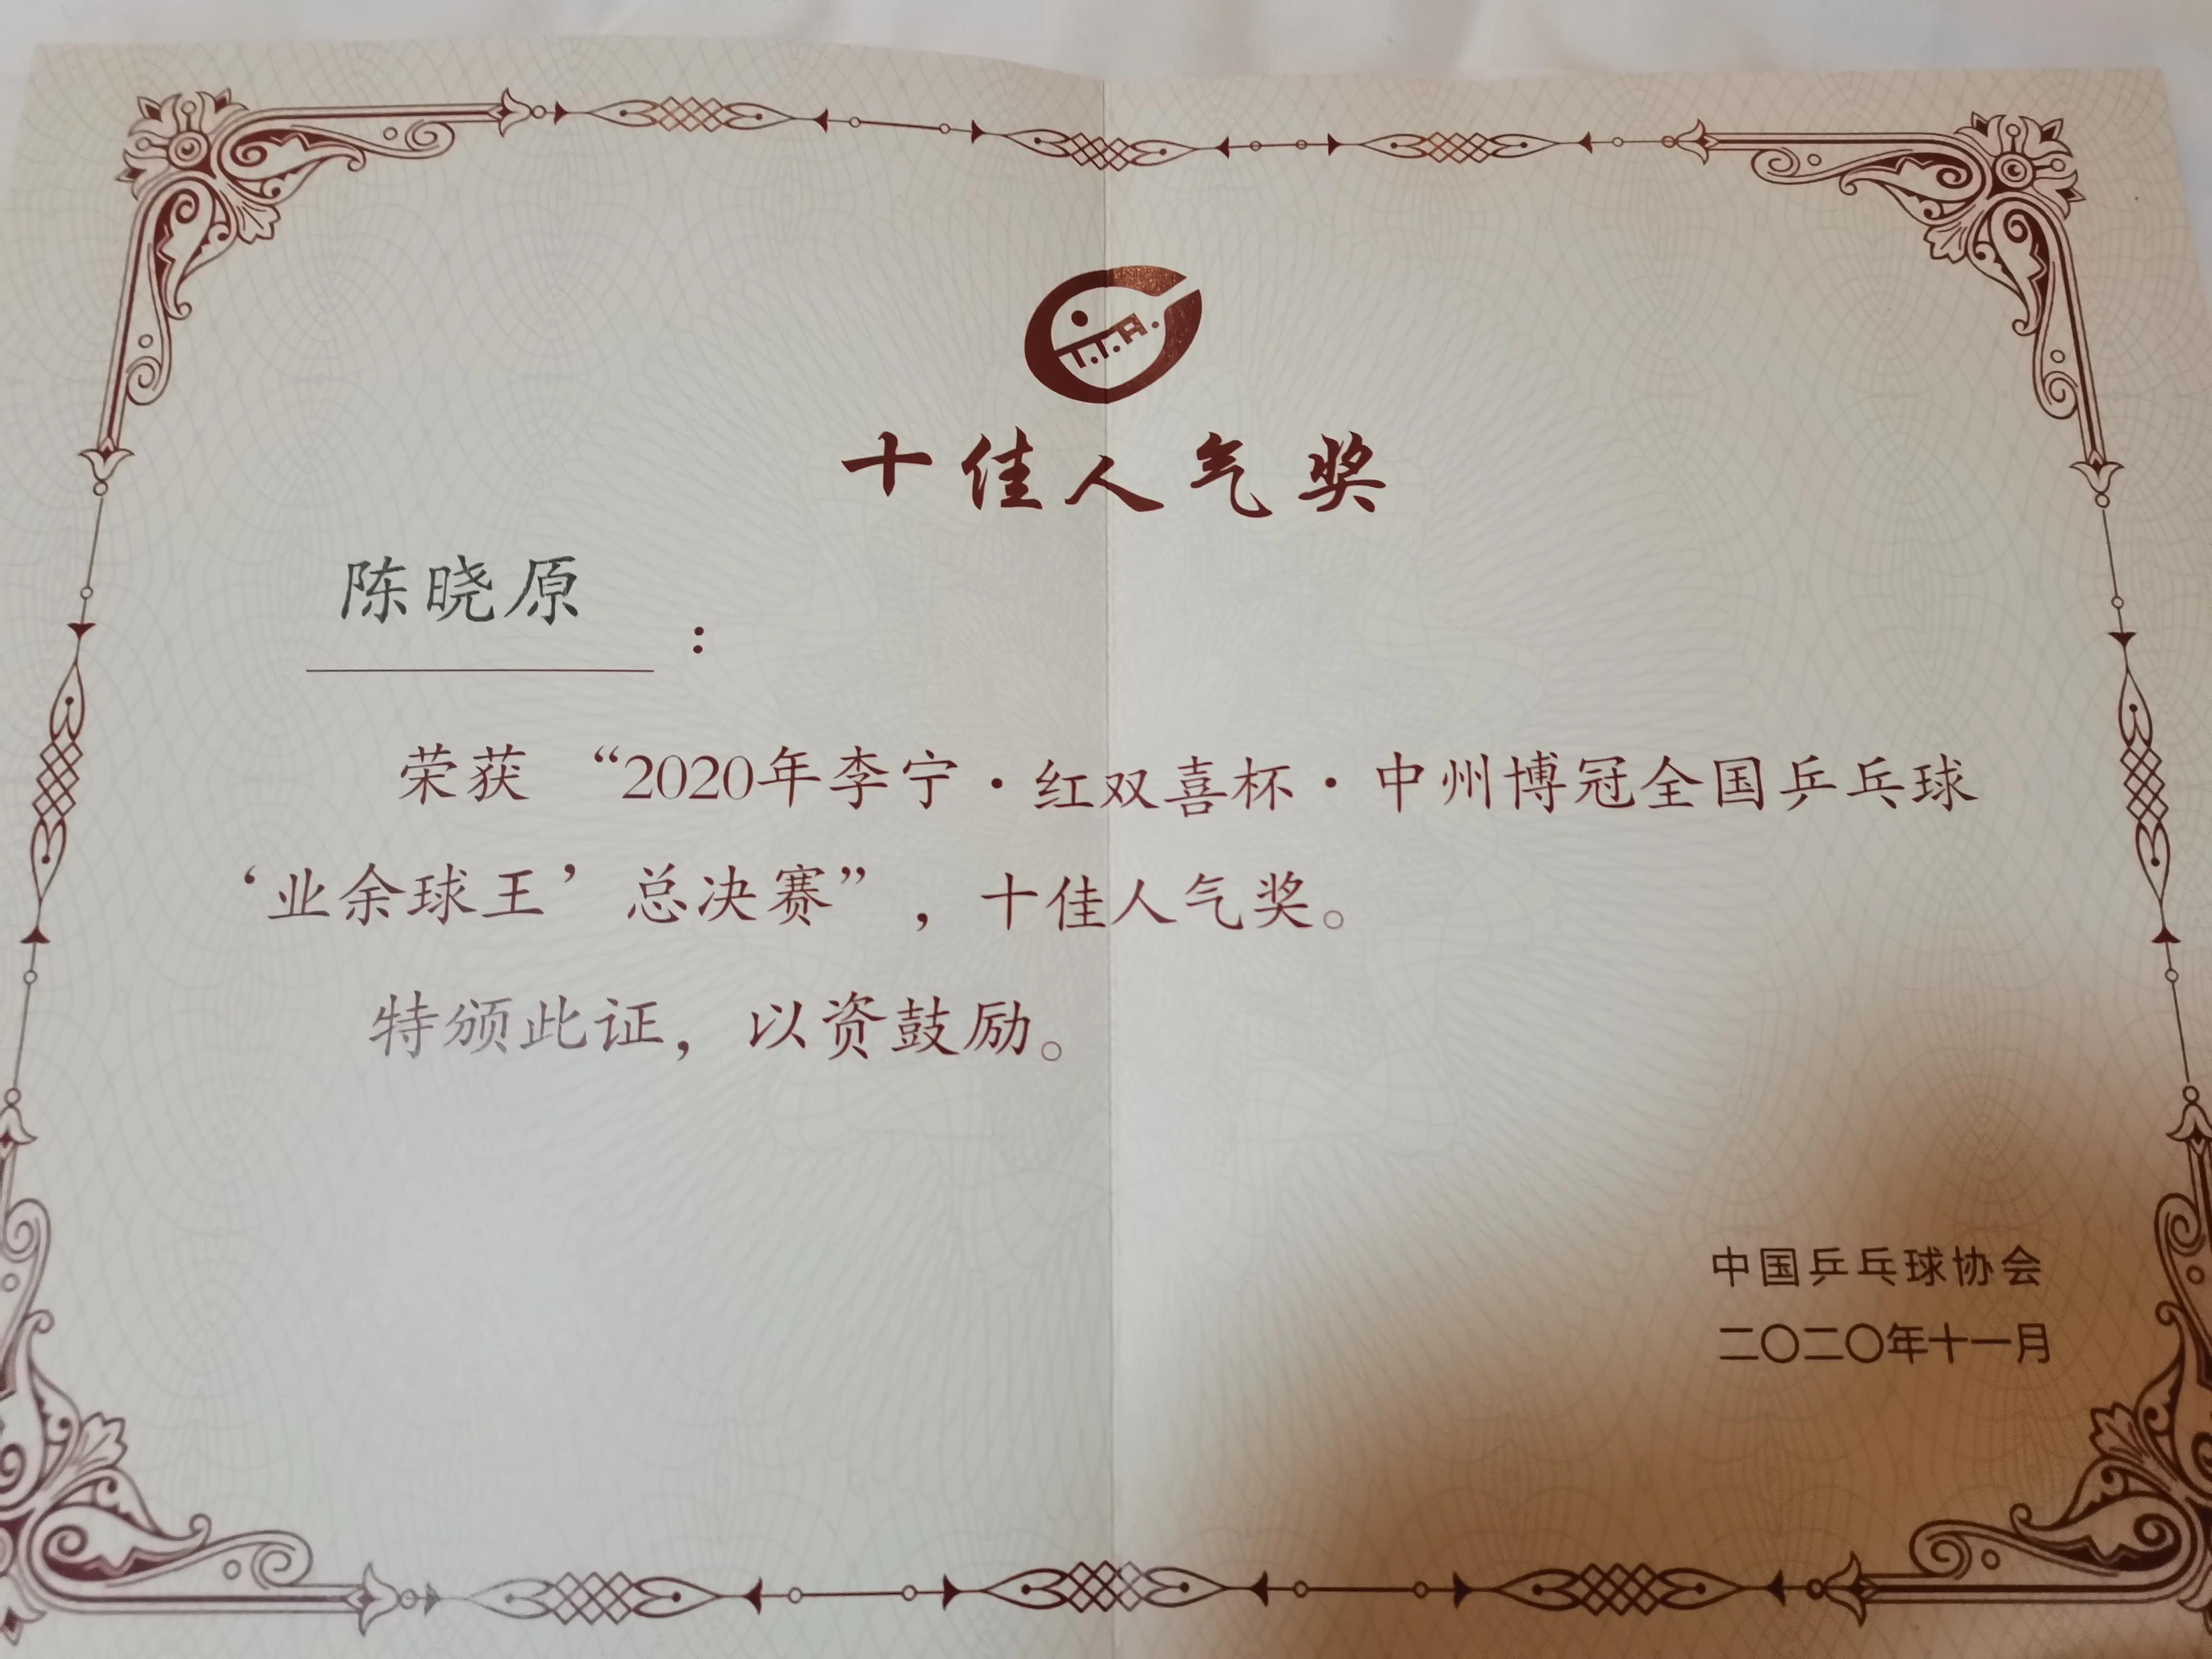 C.T.T.A.
十佳人气奖
陈晓原：
荣获“2020年李宁·红双喜杯·中州博冠全国乒乓球
‘业余球王’总决赛”，十佳人气奖。
特颁此证，以资鼓励。
中国乒乓球协会
二〇二〇年十一月